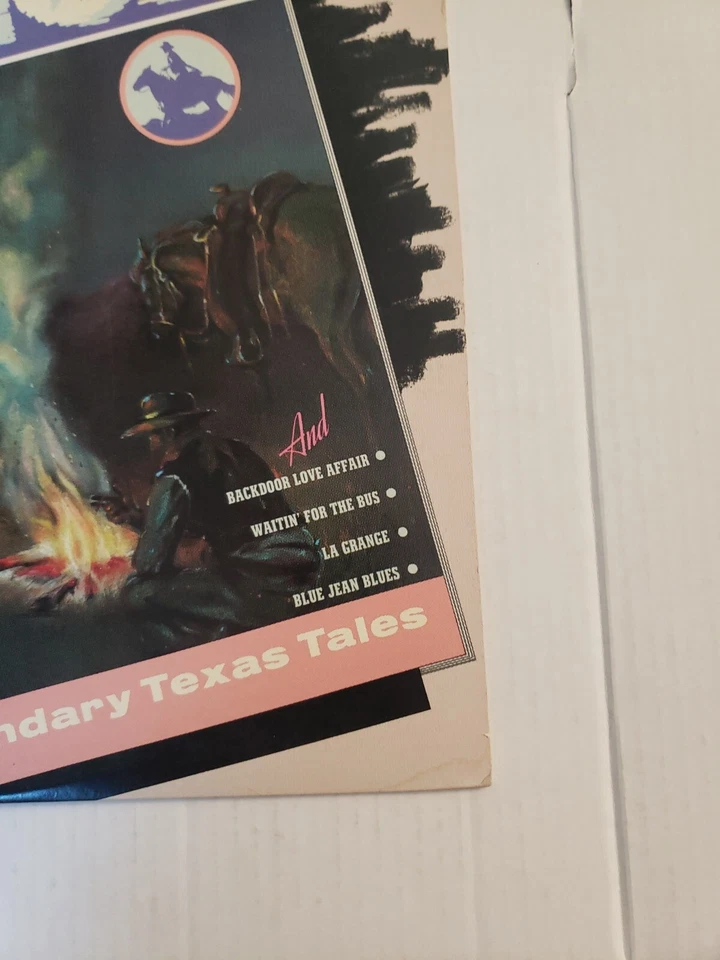 And
BACKDOOR LOVE AFFAIR
WAITIN' FOR THE BUS
LA GRANGE
BLUE JEAN BLUES
ndary Texas Tales